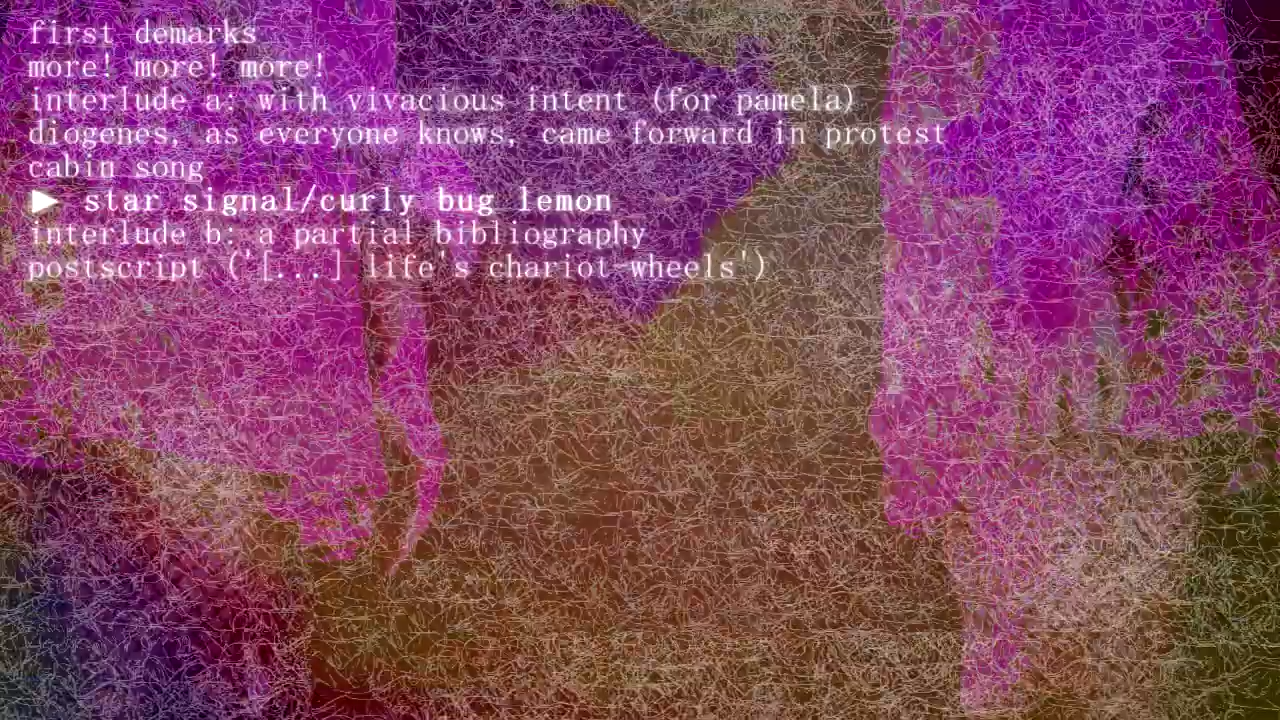 first demarks
more! more! more!
interlude a: with vivacious intent (for pamela)
diogenes, as everyone knows, came forward in protest
cabin song
▶ star signal/curly bug lemon
interlude b: a partial bibliography
postscript ('[...] life's chariot-wheels')